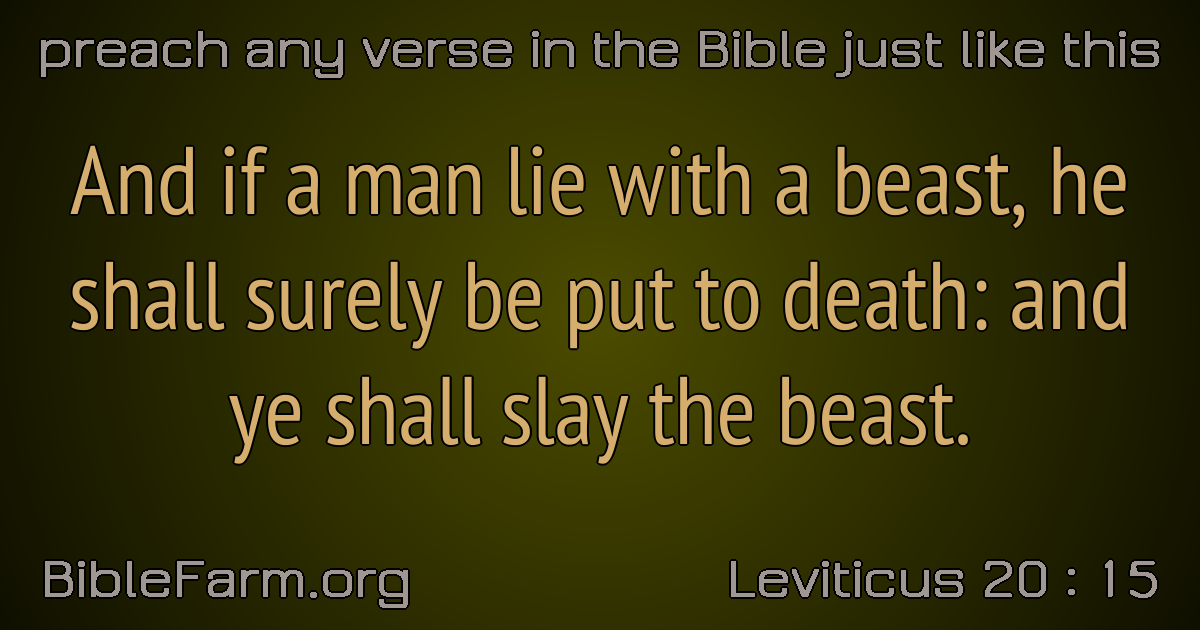 preach any verse in the Bible just like this
And if a man lie with a beast, he
shall surely be put to death: and
ye shall slay the beast.
BibleFarm.org
Leviticus 20 : 15